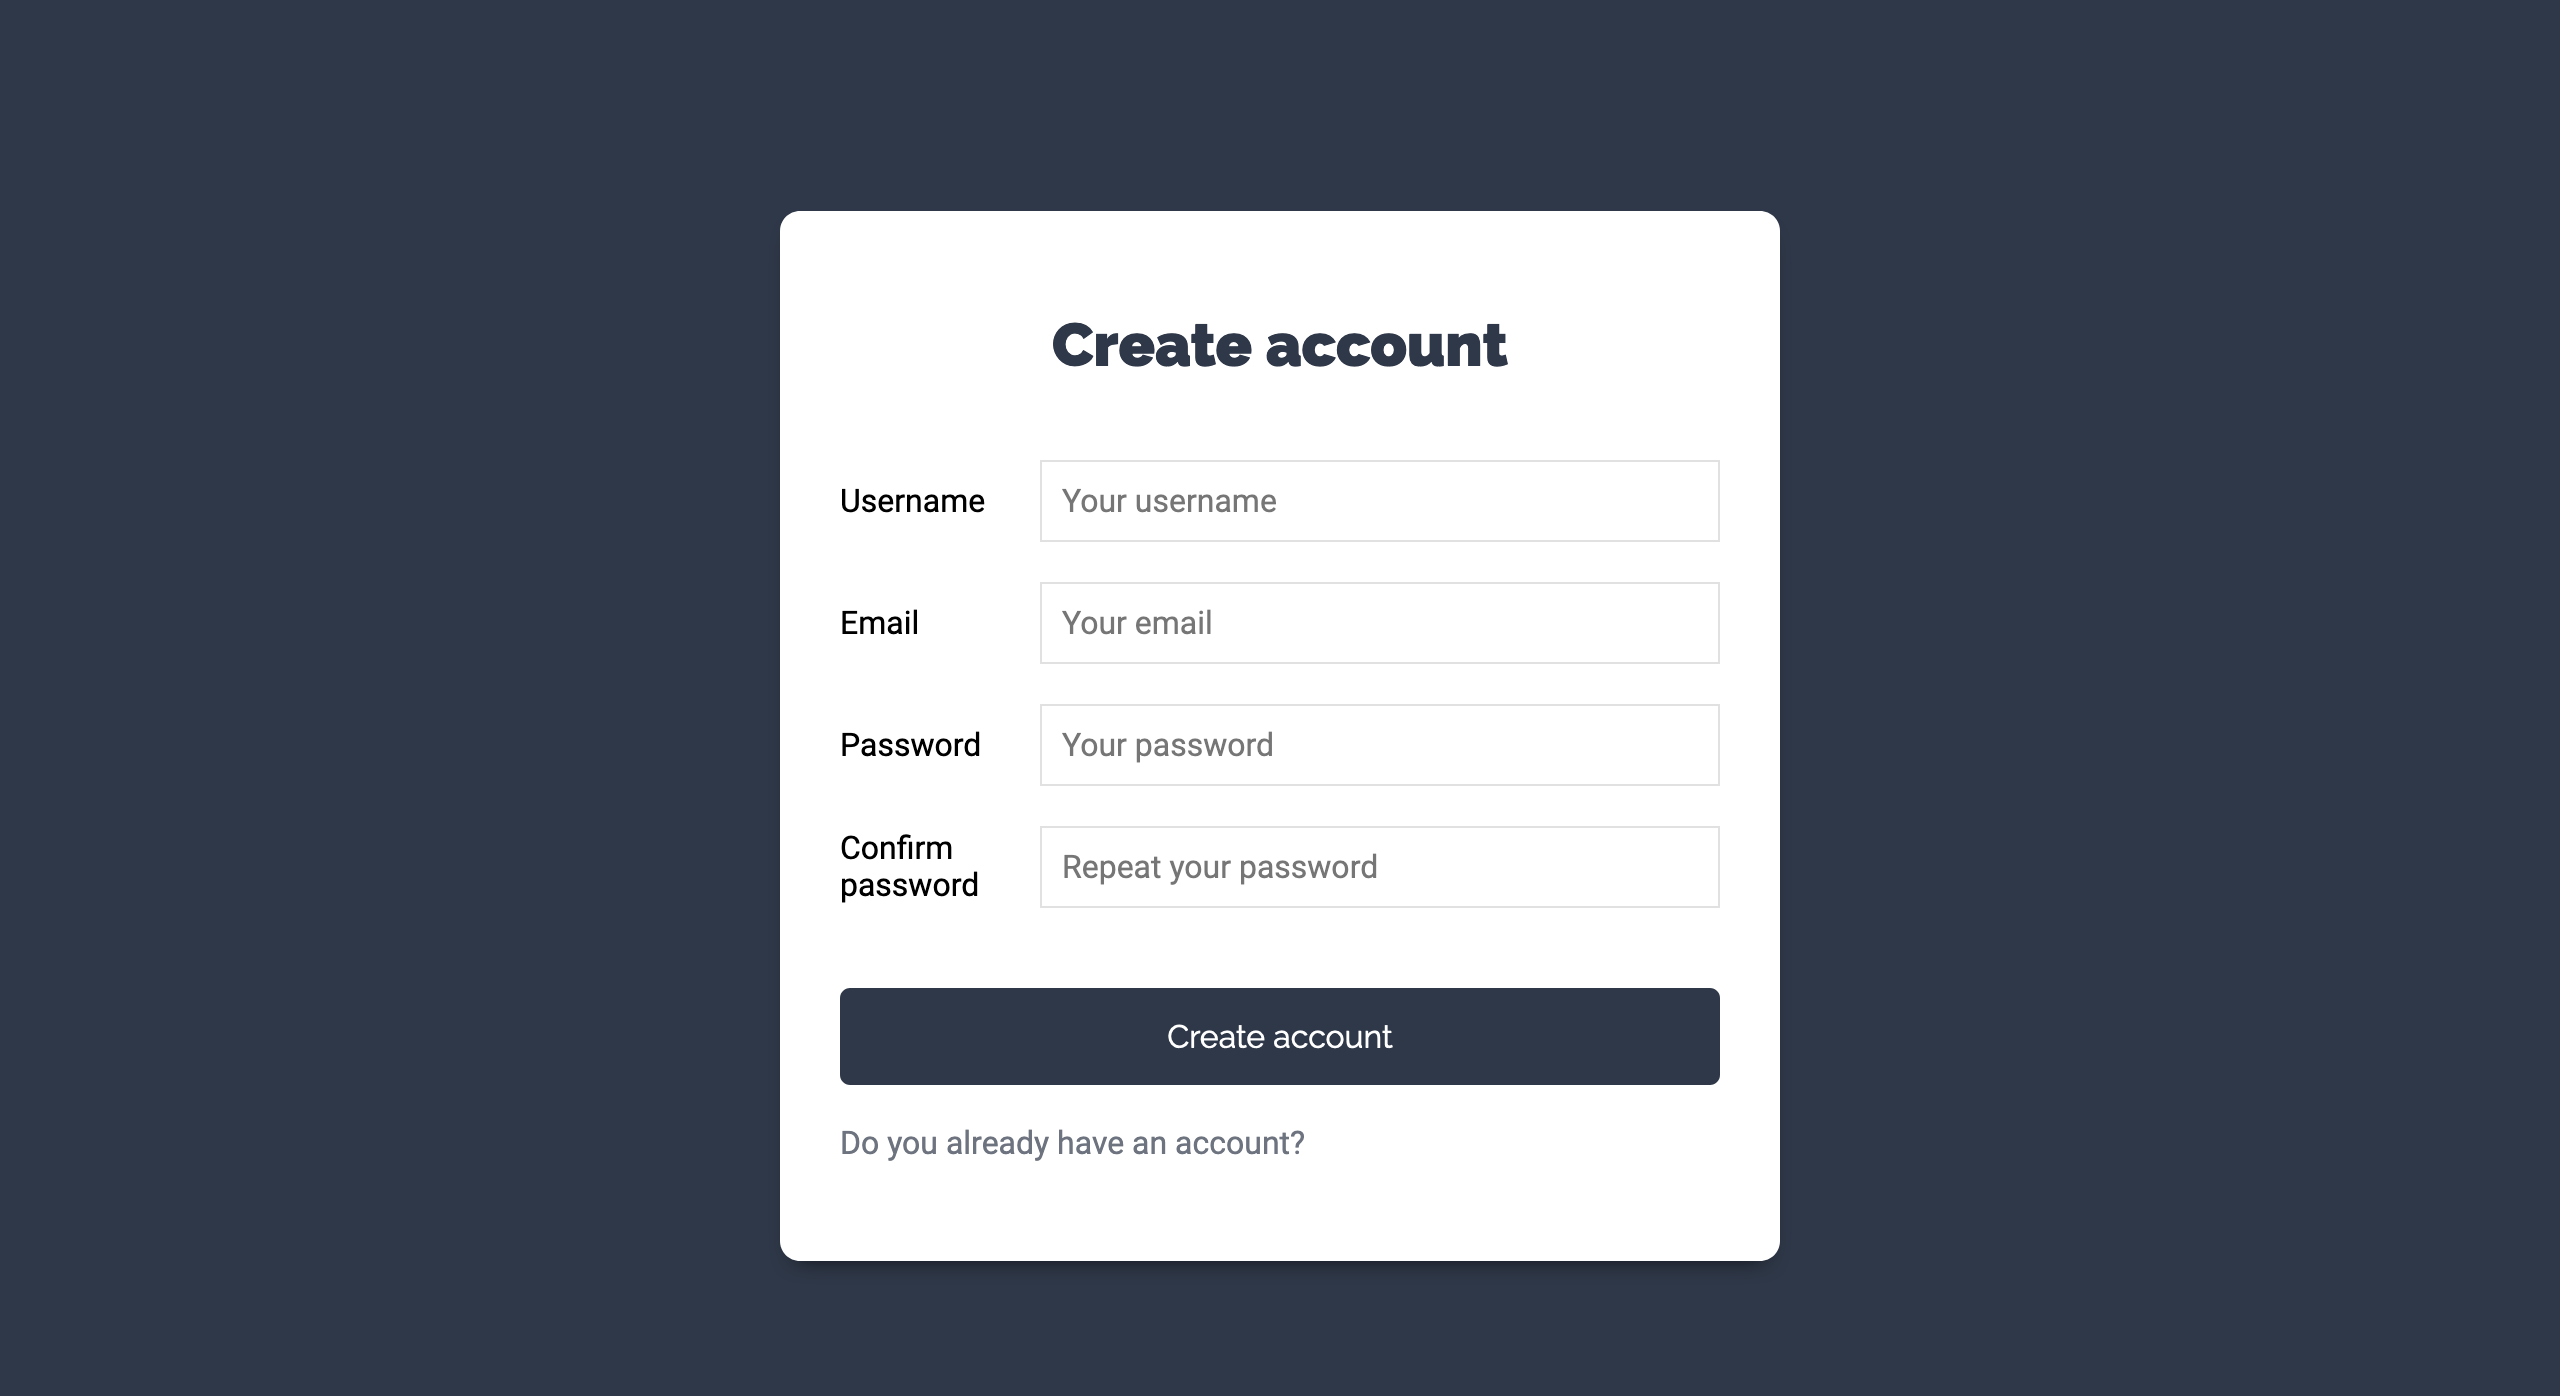 Create account
Username
Your username
Email
Your email
Password
Your password
Confirm
password
Repeat your password
Create account
Do you already have an account?